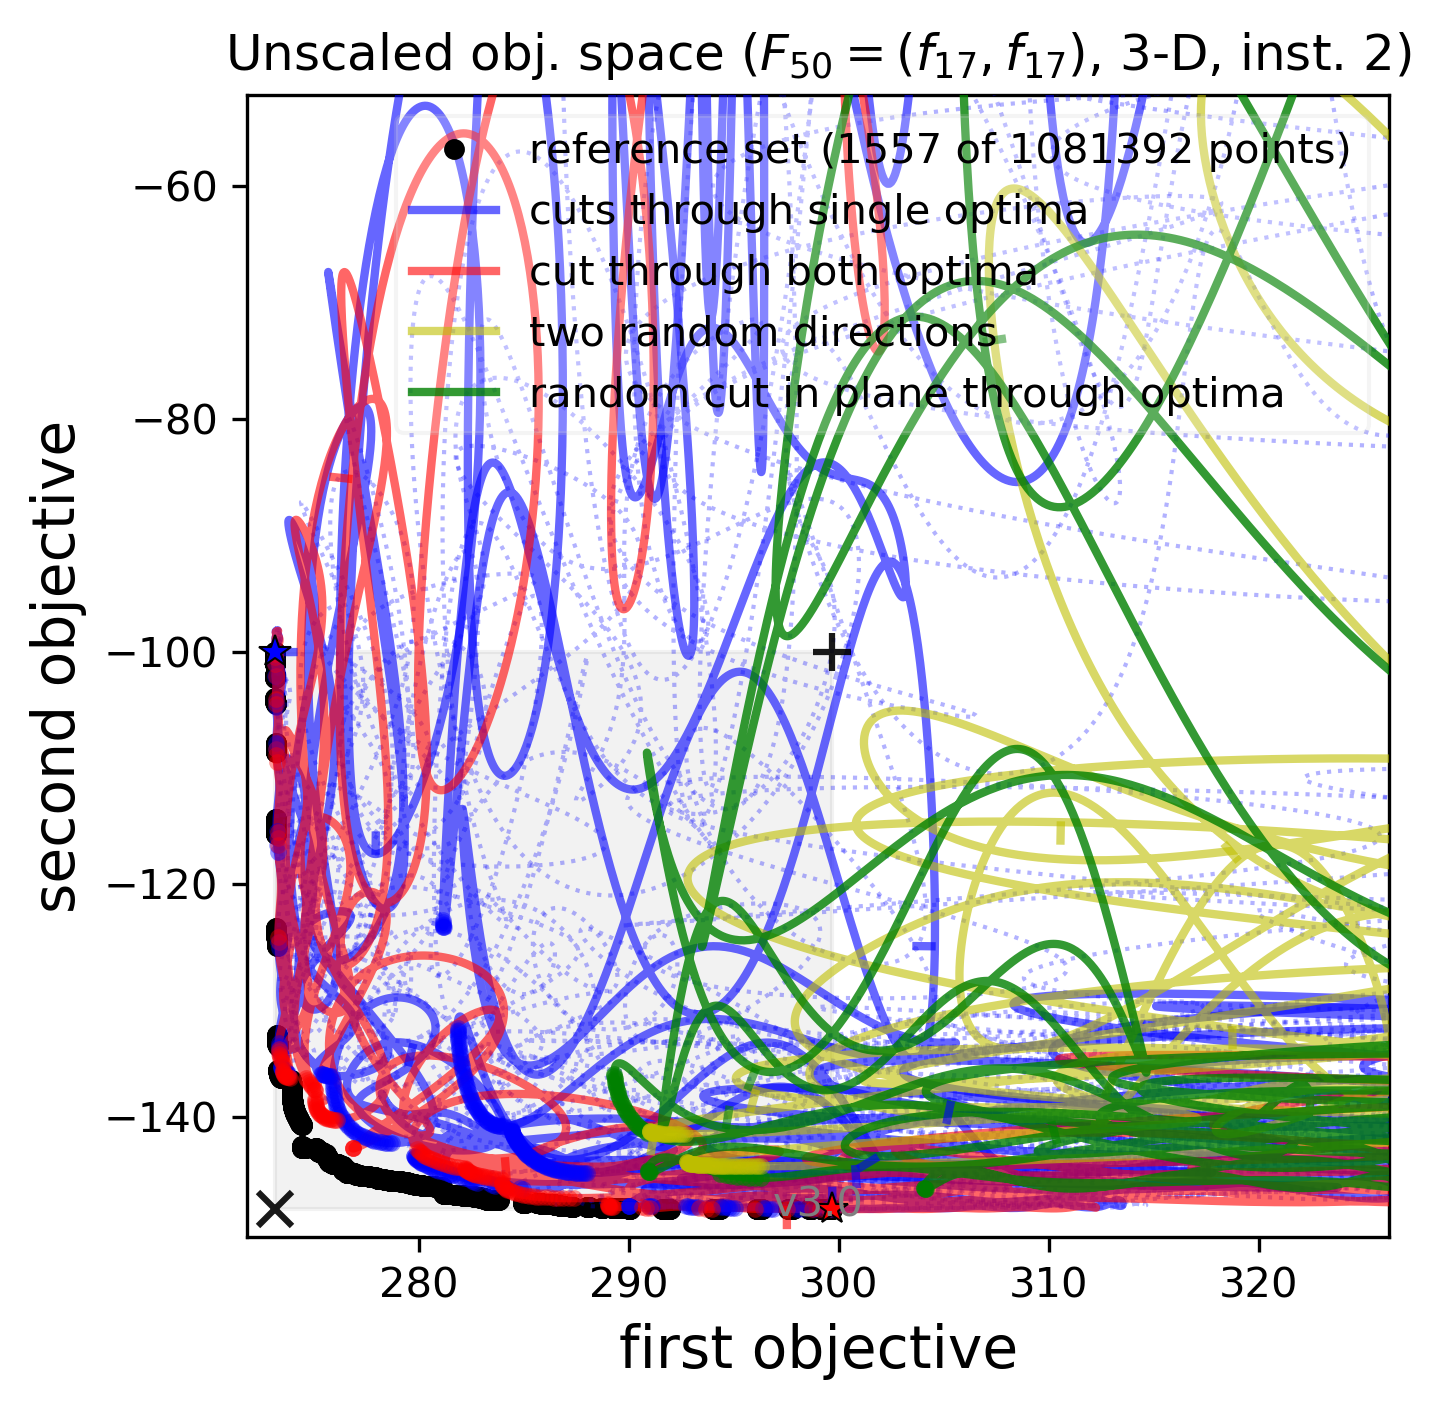 Unscaled obj. space (F₅₀ = (f₁₇, f₁₇), 3-D, inst. 2)
reference set (1557 of 1081392 points)
cuts through single optima
cut through both optima
two random directions
random cut in plane through optima
−60
−80
−100
−120
−140
second objective
v3.0
280
290
300
310
320
first objective